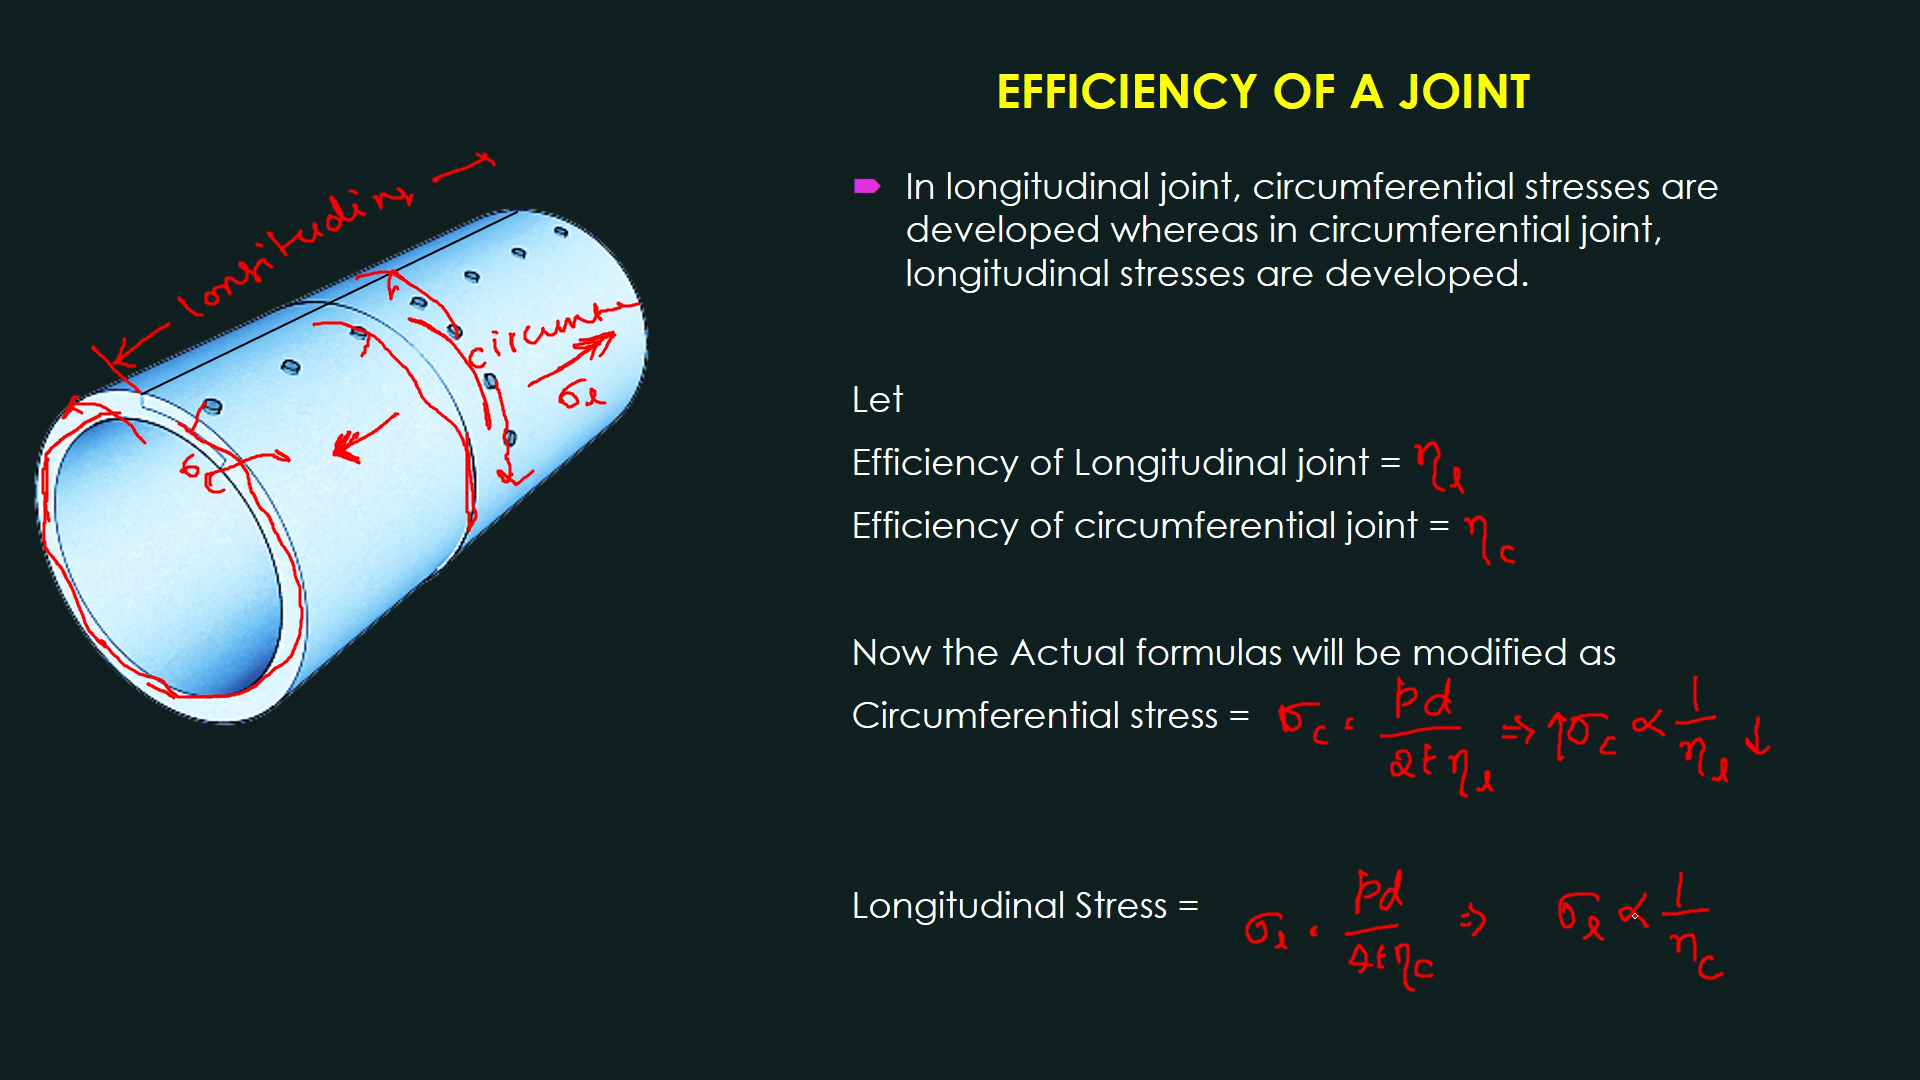 EFFICIENCY OF A JOINT
In longitudinal joint, circumferential stresses are
developed whereas in circumferential joint,
longitudinal stresses are developed.
Let
Efficiency of Longitudinal joint = ηl
Efficiency of circumferential joint = ηc
Now the Actual formulas will be modified as
Circumferential stress = σc = pd / 2tηl ⇒ ↑σc ∝ 1/ηl ↓
Longitudinal Stress = σl = pd / 4tηc ⇒ σl ∝ 1/ηc
σl
σc